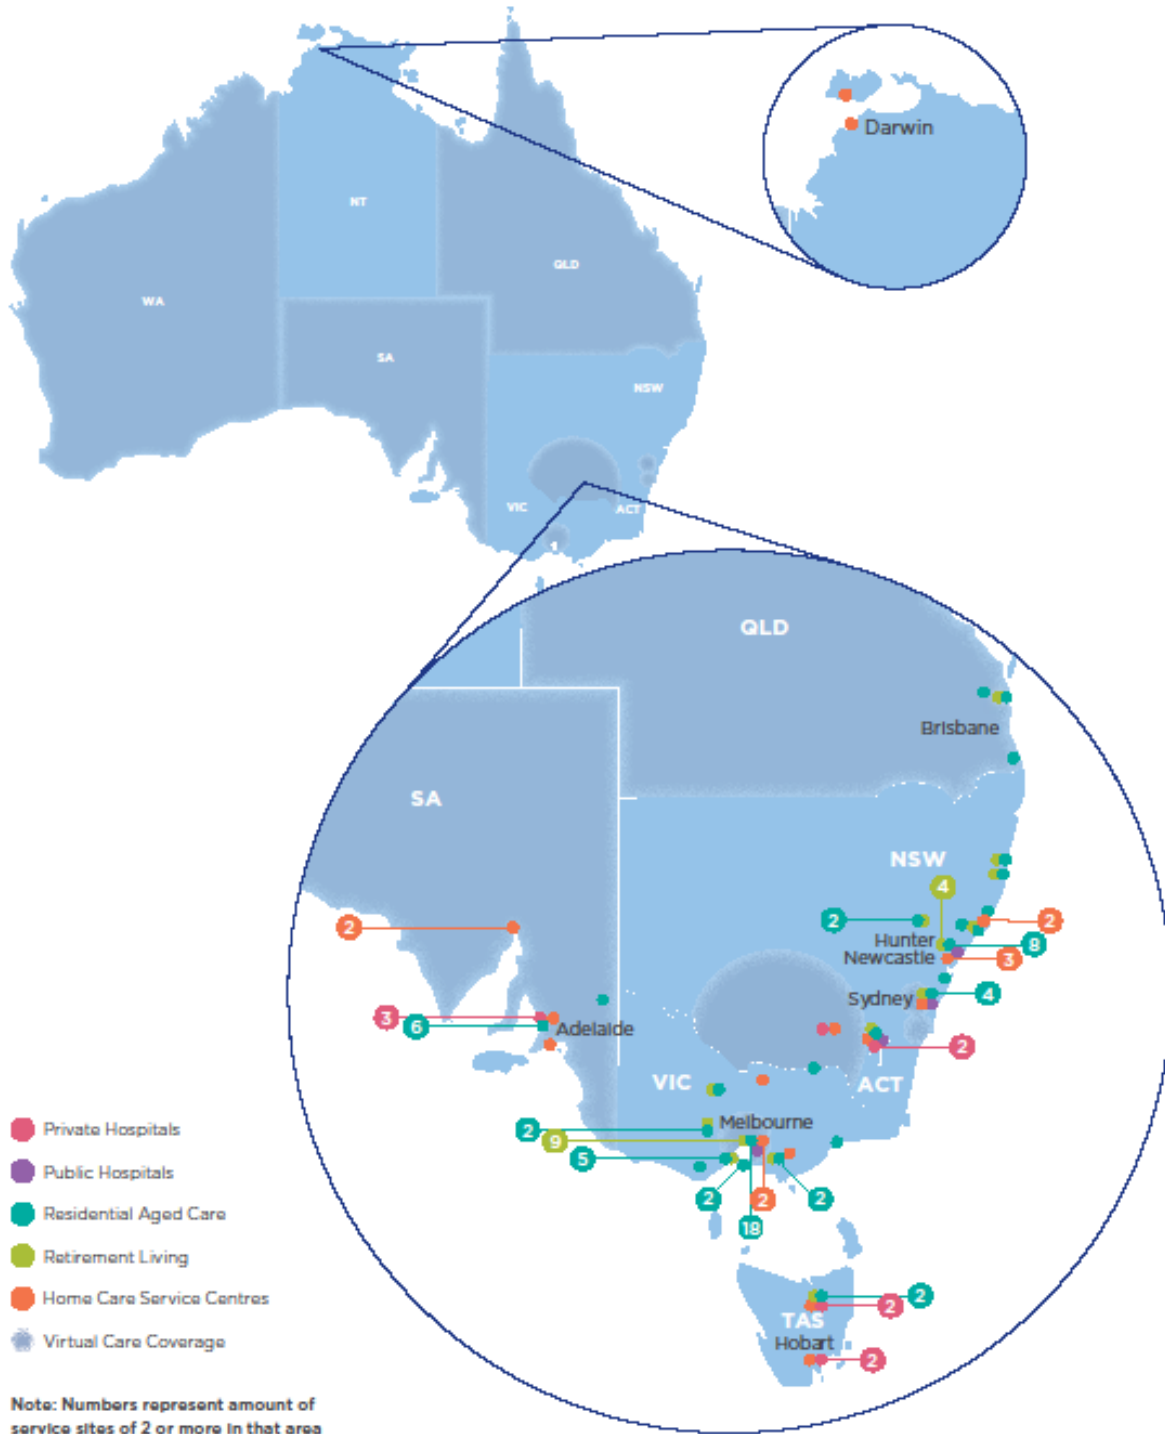 Darwin
NT
QLD
WA
SA
NSW
VIC
ACT
1
QLD
Brisbane
SA
NSW
4
2
2
2
Hunter
8
Newcastle
3
Sydney
4
3
6
Adelaide
2
VIC
ACT
Melbourne
2
9
5
2
2
2
18
2
TAS
2
Hobart
2
Private Hospitals
Public Hospitals
Residential Aged Care
Retirement Living
Home Care Service Centres
Virtual Care Coverage
Note: Numbers represent amount of
service sites of 2 or more in that area